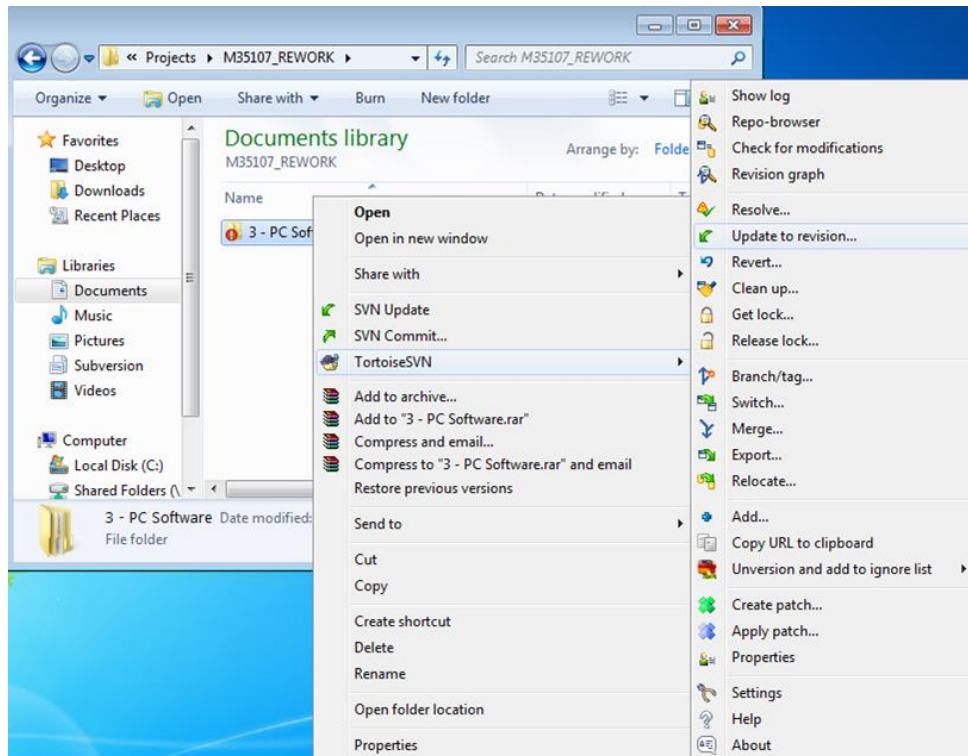 « Projects ▸ M35107_REWORK ▸
Search M35107_REWORK
Organize Open Share with Burn New folder
Favorites
Desktop
Downloads
Recent Places
Libraries
Documents
Music
Pictures
Subversion
Videos
Computer
Local Disk (C:)
Shared Folders (\
Documents library
M35107_REWORK
Arrange by: Folde
Name
3 - PC Sof
3 - PC Software Date modified:
File folder
Open
Open in new window
Share with
SVN Update
SVN Commit...
TortoiseSVN
Add to archive...
Add to "3 - PC Software.rar"
Compress and email...
Compress to "3 - PC Software.rar" and email
Restore previous versions
Send to
Cut
Copy
Create shortcut
Delete
Rename
Open folder location
Properties
Show log
Repo-browser
Check for modifications
Revision graph
Resolve...
Update to revision...
Revert...
Clean up...
Get lock...
Release lock...
Branch/tag...
Switch...
Merge...
Export...
Relocate...
Add...
Copy URL to clipboard
Unversion and add to ignore list
Create patch...
Apply patch...
Properties
Settings
Help
About